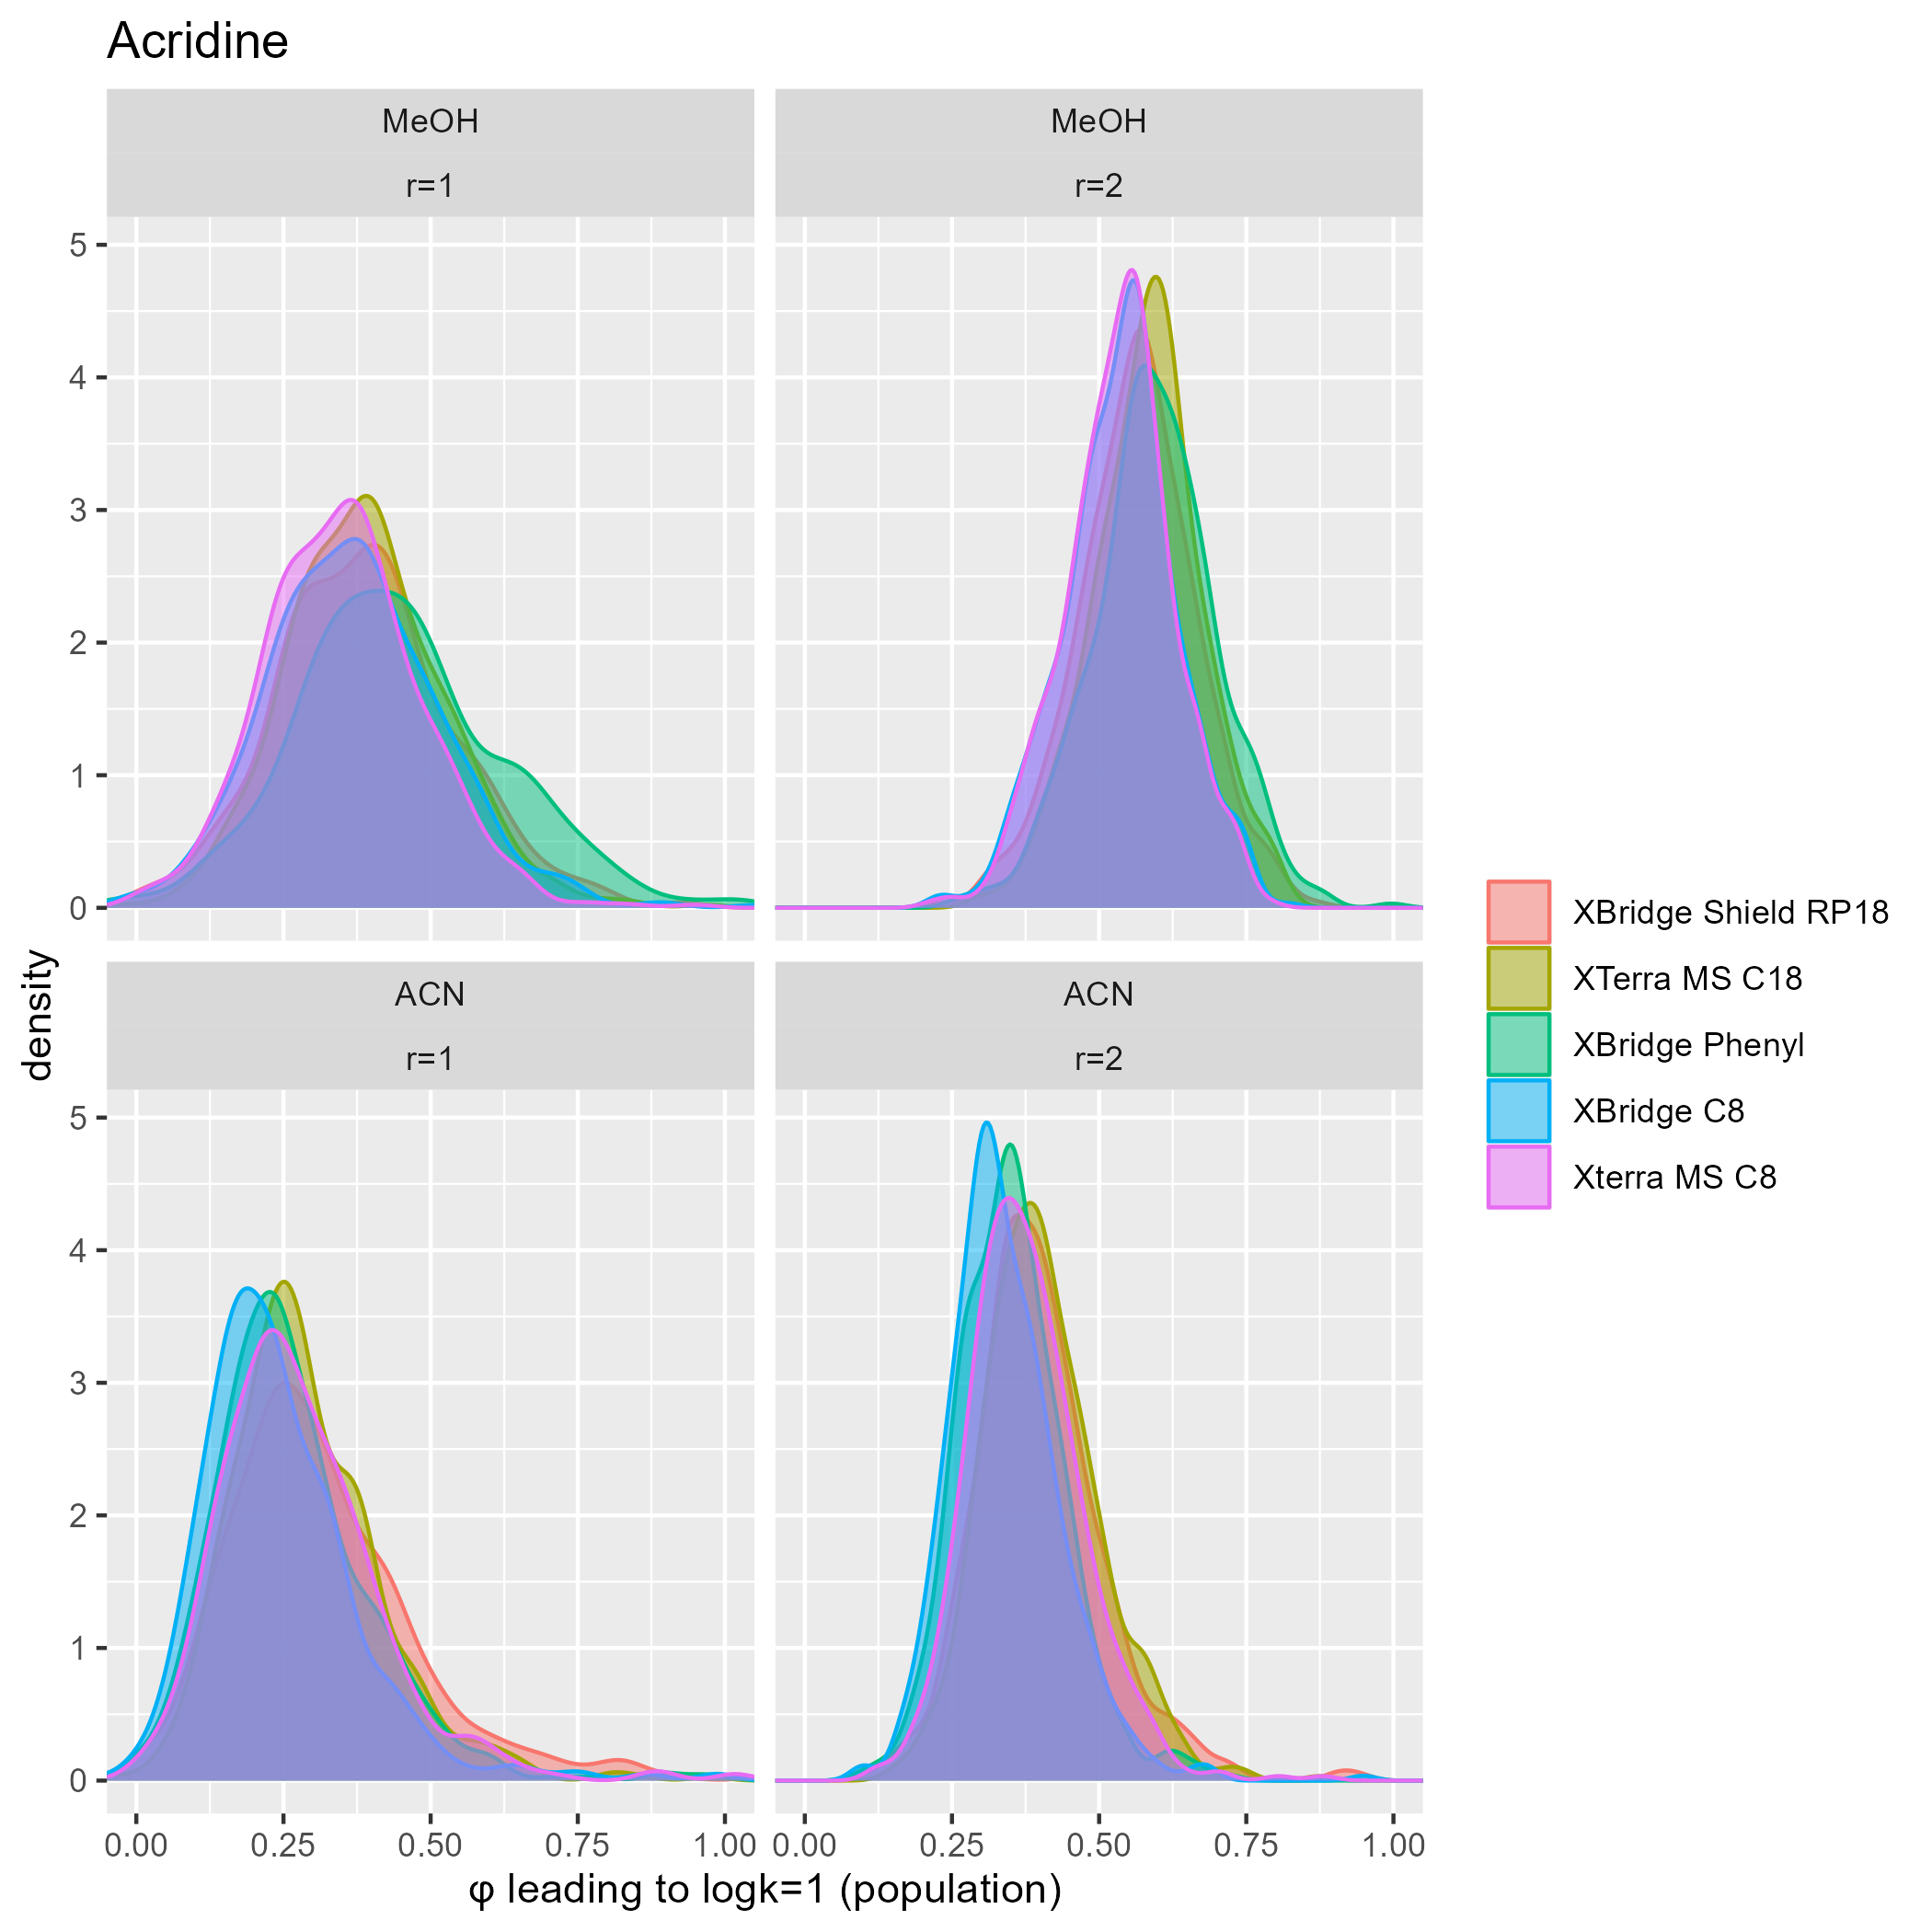 Acridine
MeOH
r=1
MeOH
r=2
5
4
3
2
1
0
ACN
r=1
ACN
r=2
5
4
3
2
1
0
density
0.00 0.25 0.50 0.75 1.00
0.00 0.25 0.50 0.75 1.00
φ leading to logk=1 (population)
XBridge Shield RP18
XTerra MS C18
XBridge Phenyl
XBridge C8
Xterra MS C8